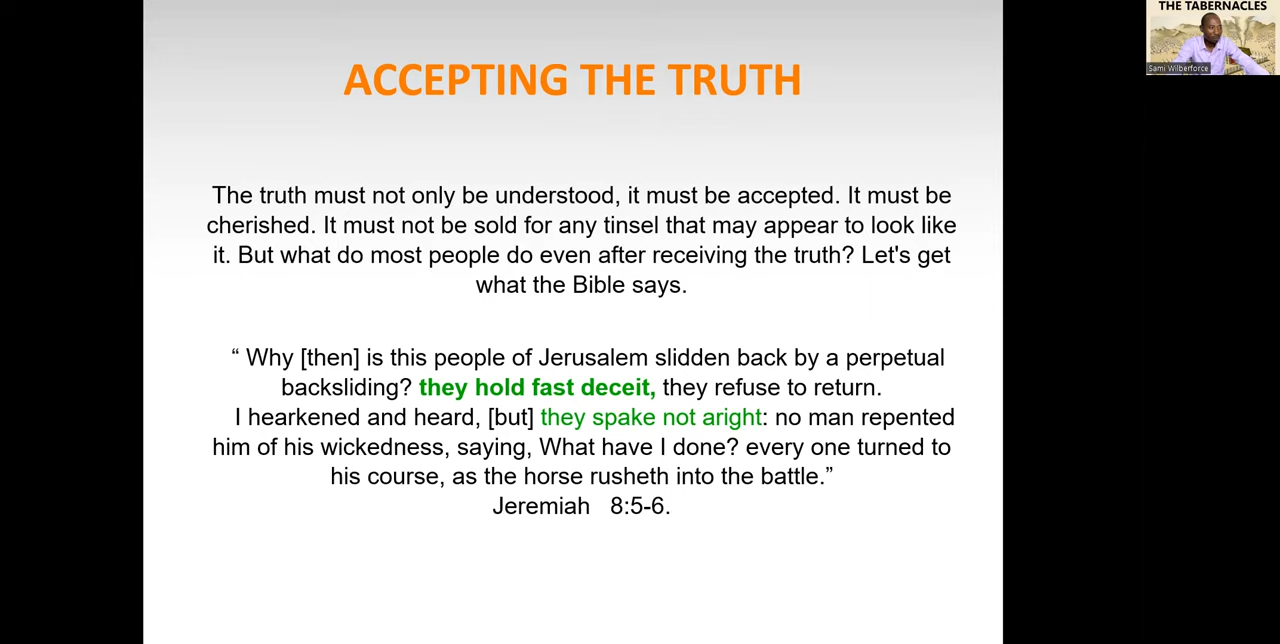 THE TABERNACLES
Sami Wilberforce
ACCEPTING THE TRUTH
The truth must not only be understood, it must be accepted. It must be
cherished. It must not be sold for any tinsel that may appear to look like
it. But what do most people do even after receiving the truth? Let's get
what the Bible says.
“ Why [then] is this people of Jerusalem slidden back by a perpetual
backsliding? they hold fast deceit, they refuse to return.
I hearkened and heard, [but] they spake not aright: no man repented
him of his wickedness, saying, What have I done? every one turned to
his course, as the horse rusheth into the battle.”
Jeremiah 8:5-6.